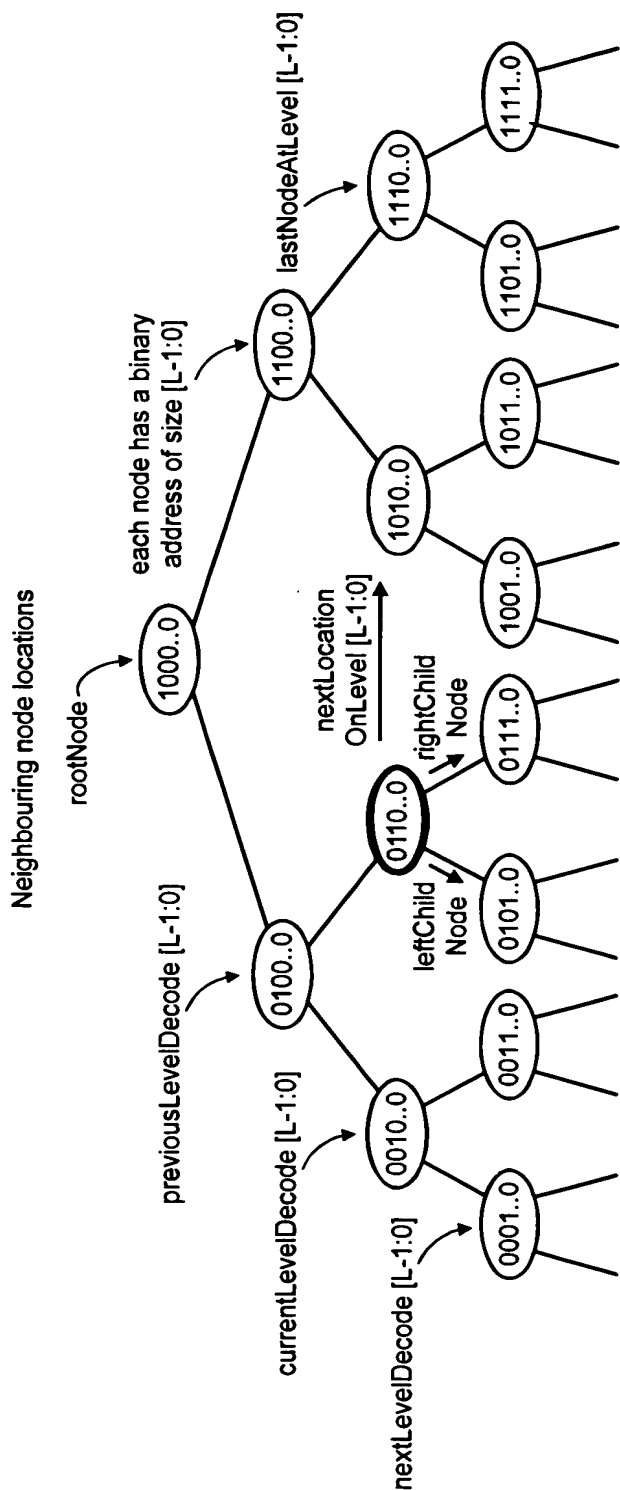 Neighbouring node locations
rootNode
1000..0
each node has a binary
address of size [L-1:0]
previousLevelDecode [L-1:0]
0100..0
1100..0
lastNodeAtLevel [L-1:0]
currentLevelDecode [L-1:0]
0010..0
0110..0
nextLocation
OnLevel [L-1:0]
1010..0
1110..0
leftChild
Node
rightChild
Node
nextLevelDecode [L-1:0]
0001..0
0011..0
0101..0
0111..0
1001..0
1011..0
1101..0
1111..0